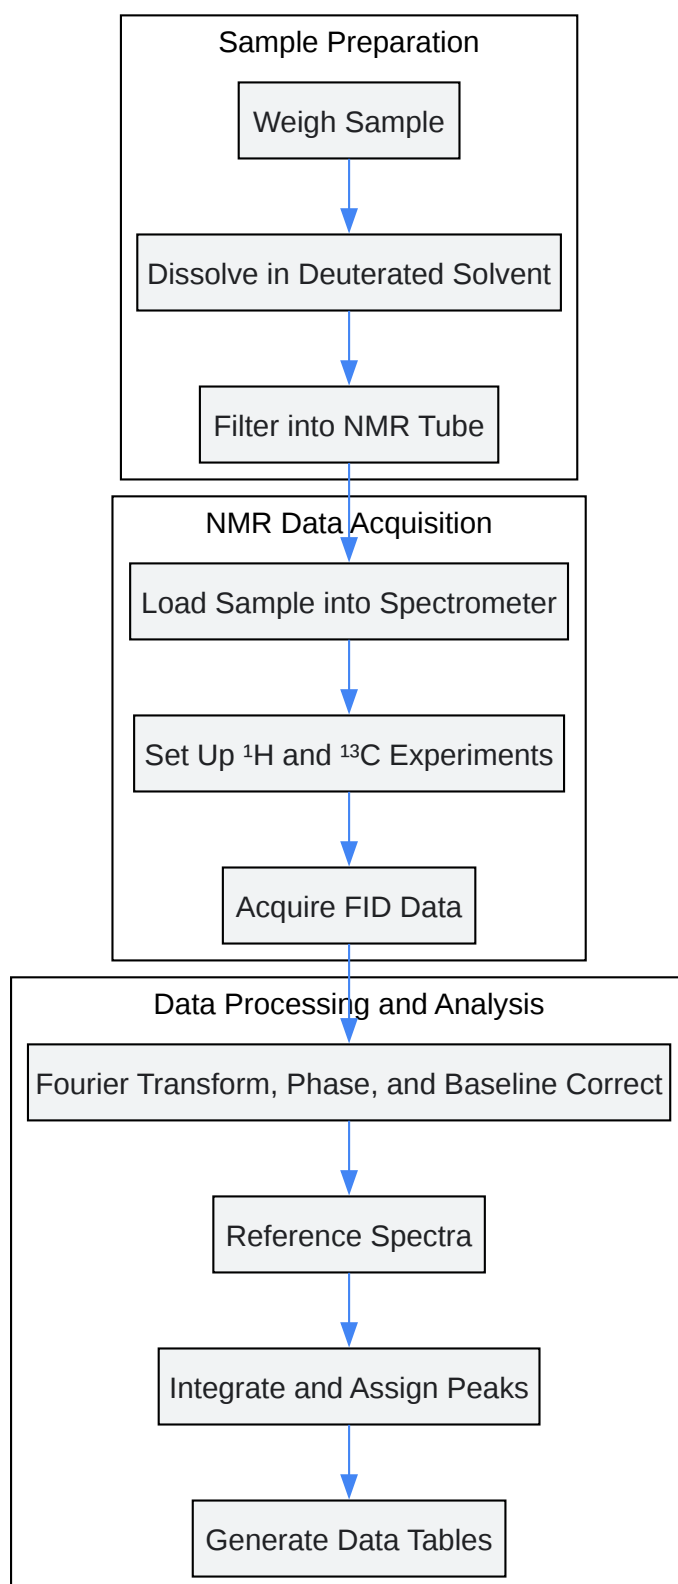 Sample Preparation
Weigh Sample
Dissolve in Deuterated Solvent
Filter into NMR Tube
NMR Data Acquisition
Load Sample into Spectrometer
Set Up ¹H and ¹³C Experiments
Acquire FID Data
Data Processing and Analysis
Fourier Transform, Phase, and Baseline Correct
Reference Spectra
Integrate and Assign Peaks
Generate Data Tables